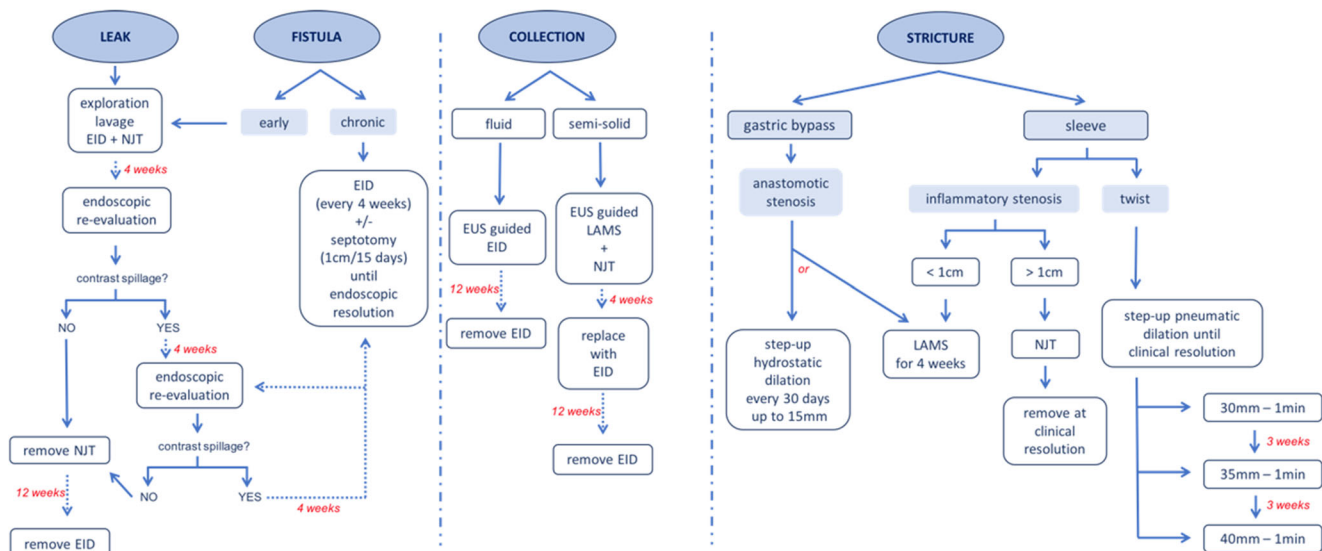 LEAK
exploration
lavage
EID + NJT
4 weeks
endoscopic
re-evaluation
contrast spillage?
NO
YES
4 weeks
endoscopic
re-evaluation
contrast spillage?
NO
YES
4 weeks
remove NJT
12 weeks
remove EID
FISTULA
early
chronic
EID
(every 4 weeks)
+/-
septotomy
(1cm/15 days)
until
endoscopic
resolution
COLLECTION
fluid
EUS guided
EID
12 weeks
remove EID
semi-solid
EUS guided
LAMS
+
NJT
4 weeks
replace
with
EID
12 weeks
remove EID
STRICTURE
gastric bypass
anastomotic
stenosis
or
step-up
hydrostatic
dilation
every 30 days
up to 15mm
sleeve
inflammatory stenosis
< 1cm
LAMS
for 4 weeks
> 1cm
NJT
remove at
clinical
resolution
twist
step-up pneumatic
dilation until
clinical resolution
30mm – 1min
3 weeks
35mm – 1min
3 weeks
40mm – 1min